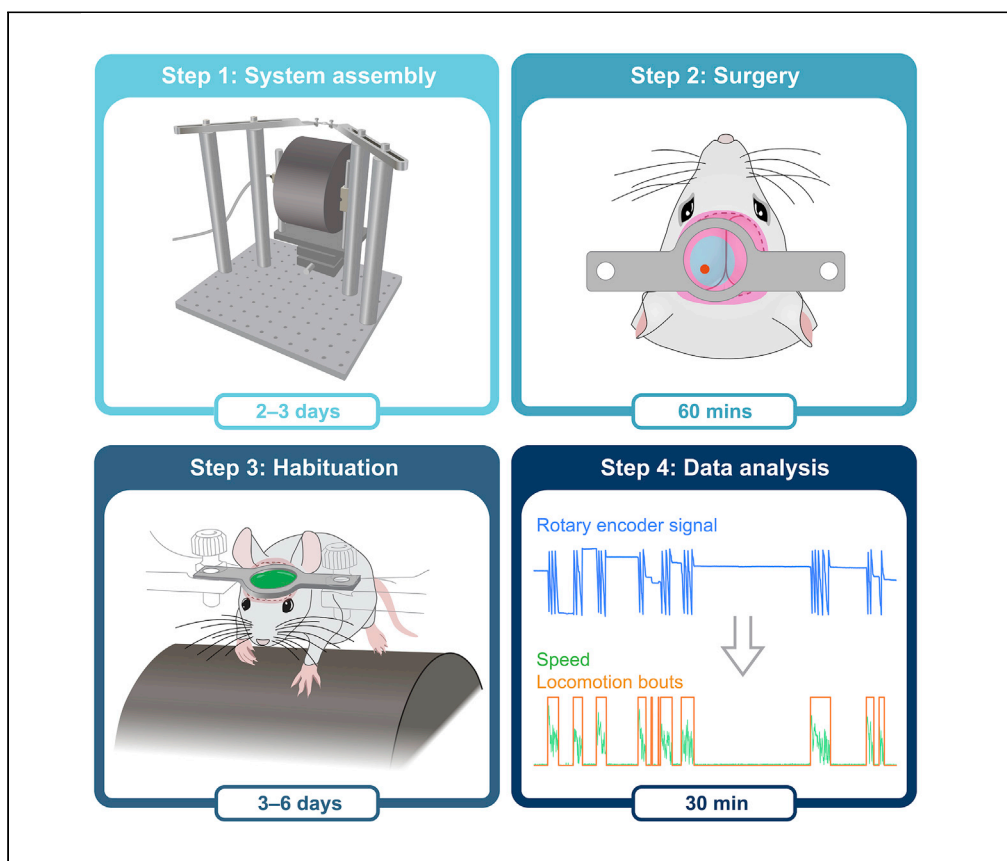 Step 1: System assembly
2–3 days
Step 2: Surgery
60 mins
Step 3: Habituation
3–6 days
Step 4: Data analysis
Rotary encoder signal
Speed
Locomotion bouts
30 min